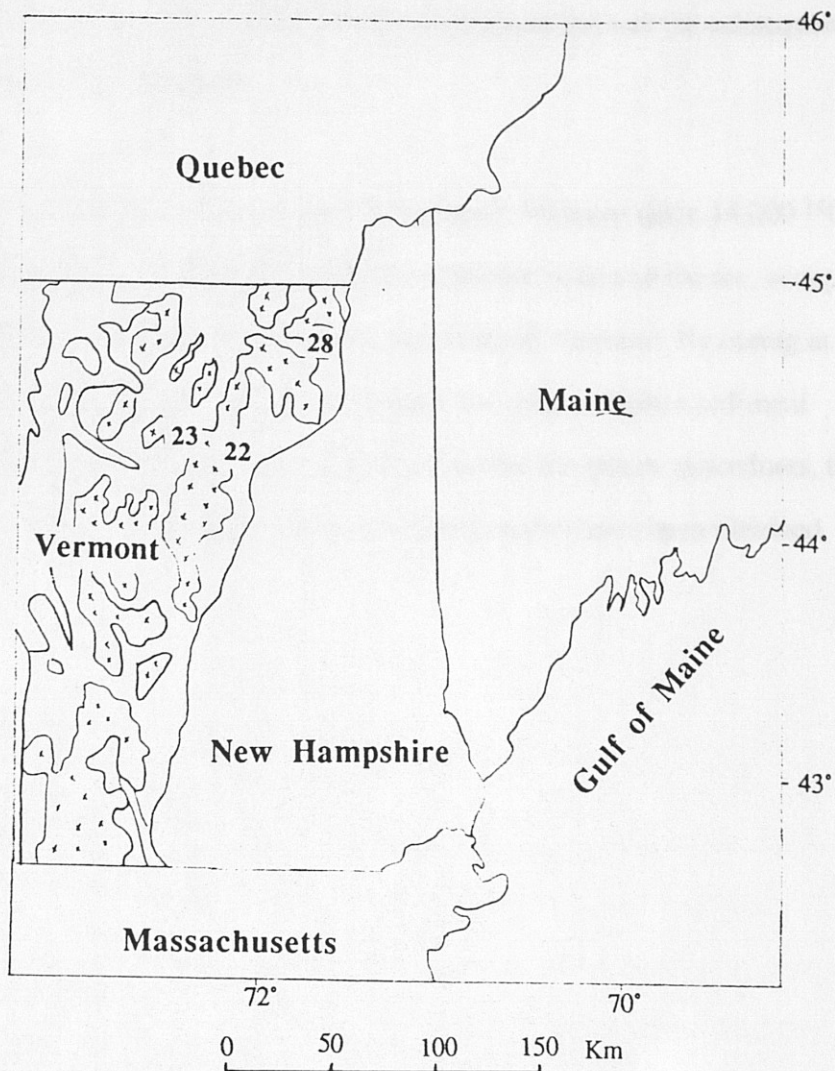 46°
Quebec
45°
28
Maine
23
22
Vermont
44°
Gulf of Maine
New Hampshire
43°
Massachusetts
72°
70°
0 50 100 150 Km